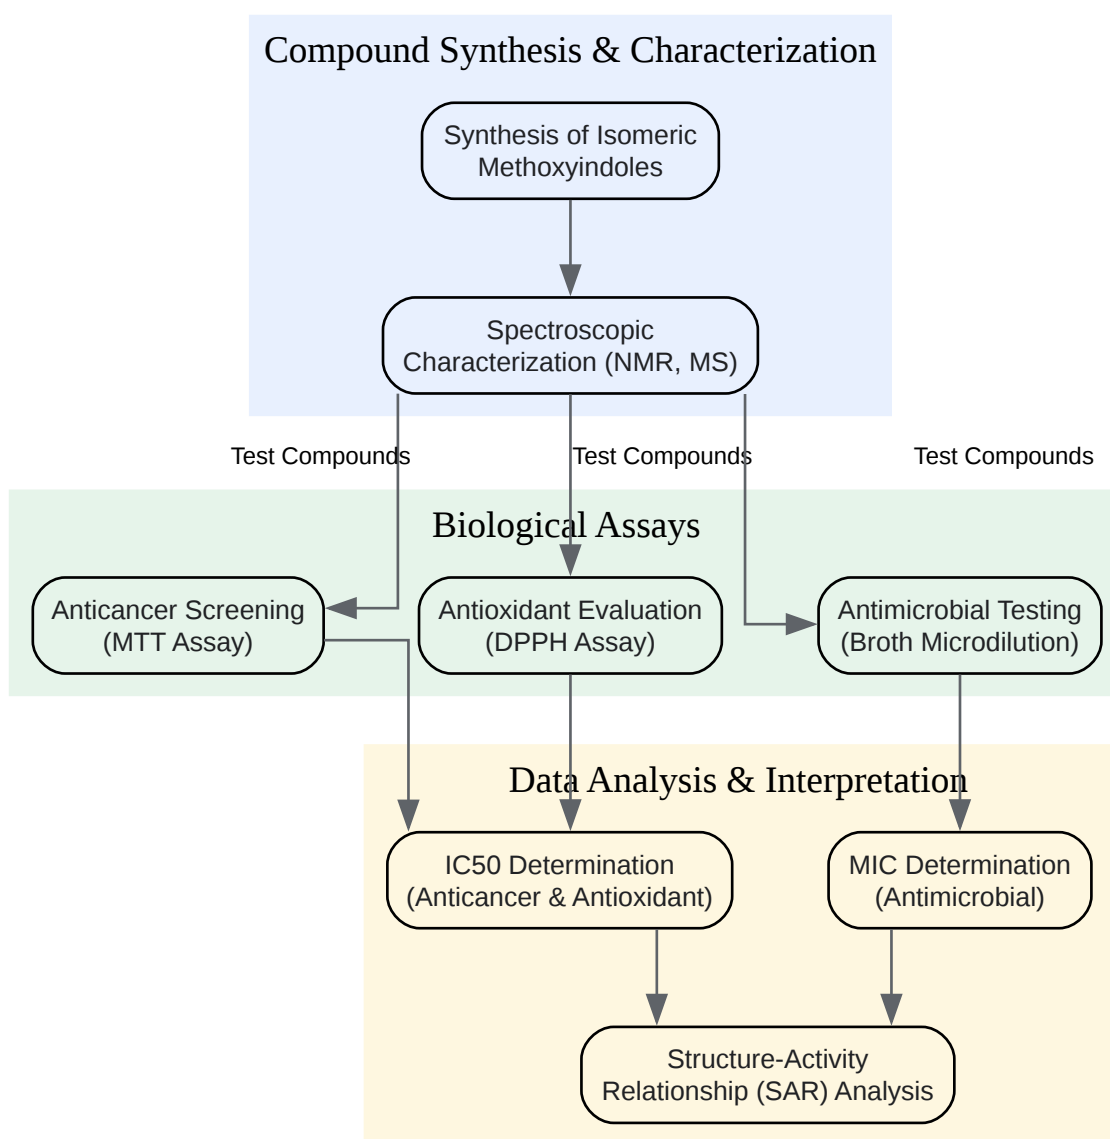 Compound Synthesis & Characterization
Synthesis of Isomeric
Methoxyindoles
Spectroscopic
Characterization (NMR, MS)
Test Compounds
Test Compounds
Test Compounds
Biological Assays
Anticancer Screening
(MTT Assay)
Antioxidant Evaluation
(DPPH Assay)
Antimicrobial Testing
(Broth Microdilution)
Data Analysis & Interpretation
IC50 Determination
(Anticancer & Antioxidant)
MIC Determination
(Antimicrobial)
Structure-Activity
Relationship (SAR) Analysis